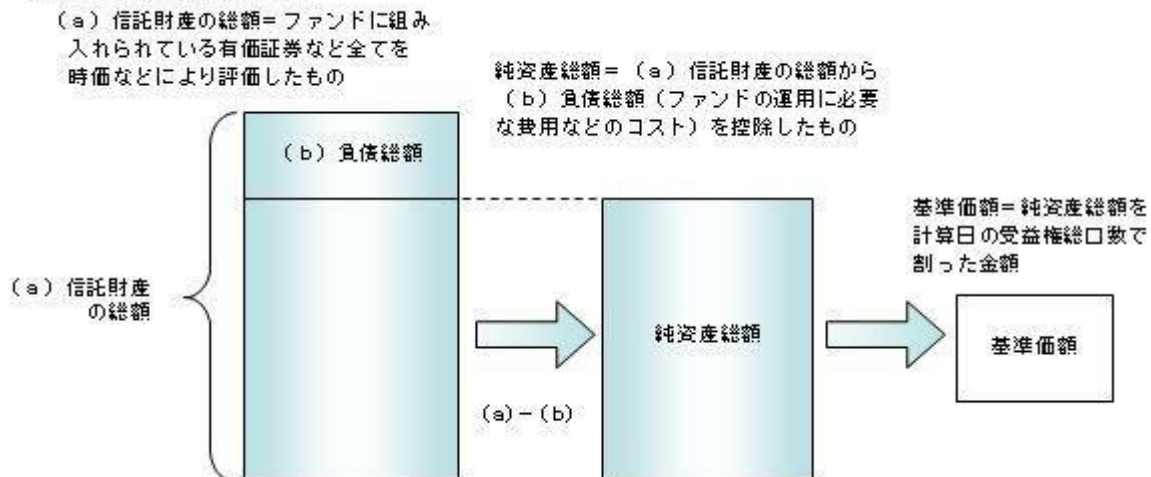 （a）信託財産の総額＝ファンドに組み
入れられている有価証券など全てを
時価などにより評価したもの
純資産総額＝（a）信託財産の総額から
（b）負債総額（ファンドの運用に必要
な費用などのコスト）を控除したもの
（b）負債総額
基準価額＝純資産総額を
計算日の受益権総口数で
割った金額
（a）信託財産
の総額
純資産総額
基準価額
（a）－（b）